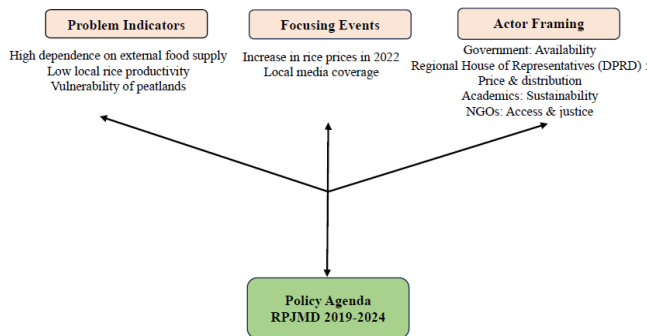 Problem Indicators
High dependence on external food supply
Low local rice productivity
Vulnerability of peatlands
Focusing Events
Increase in rice prices in 2022
Local media coverage
Actor Framing
Government: Availability
Regional House of Representatives (DPRD) :
Price & distribution
Academics: Sustainability
NGOs: Access & justice
Policy Agenda
RPJMD 2019-2024